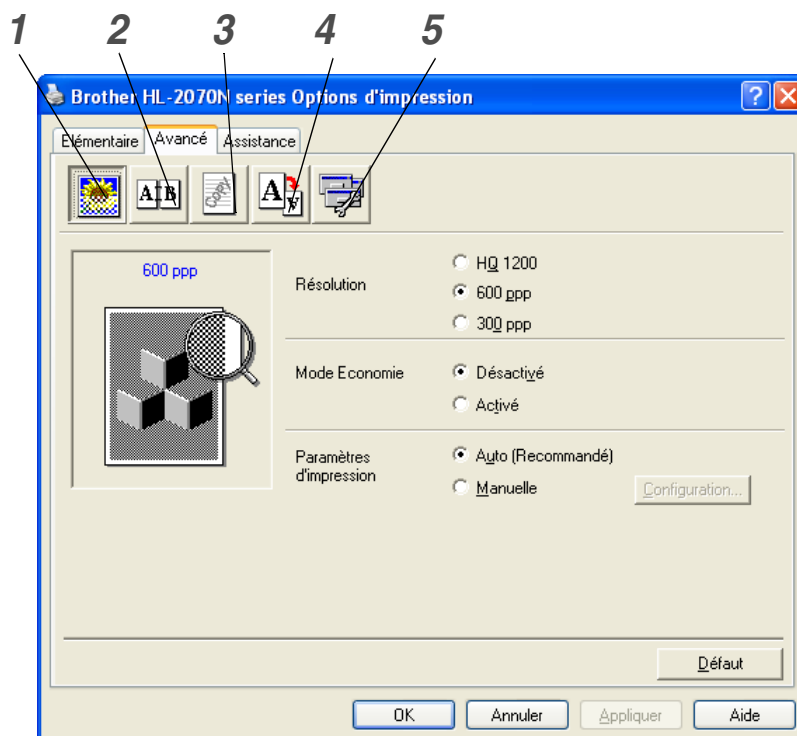 1 2 3 4 5
Brother HL-2070N series Options d'impression
Elémentaire Avancé Assistance
A B COPY A A
600 ppp
Résolution
HQ 1200
600 ppp
300 ppp
Mode Economie
Désactivé
Activé
Paramètres
d'impression
Auto (Recommandé)
Manuelle
Configuration...
Défaut
OK Annuler Appliquer Aide